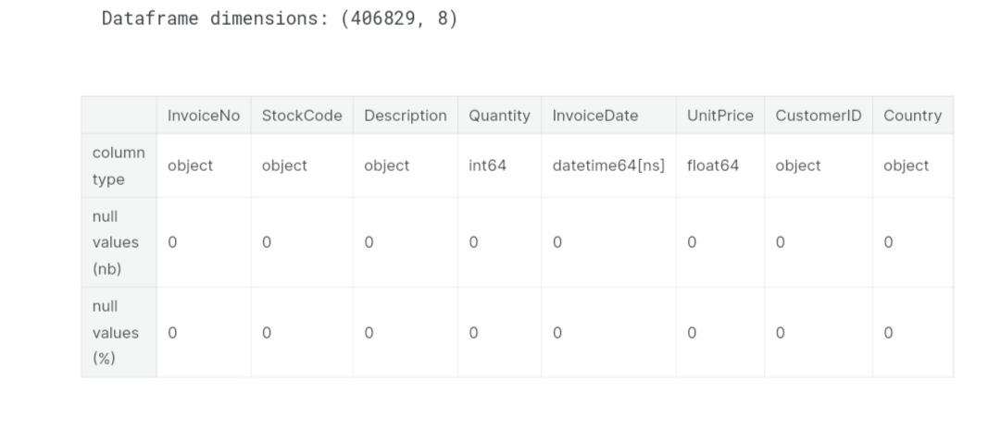 Dataframe dimensions: (406829, 8)
InvoiceNo StockCode Description Quantity InvoiceDate UnitPrice CustomerID Country
column type object object object int64 datetime64[ns] float64 object object
null values (nb) 0 0 0 0 0 0 0 0
null values (%) 0 0 0 0 0 0 0 0